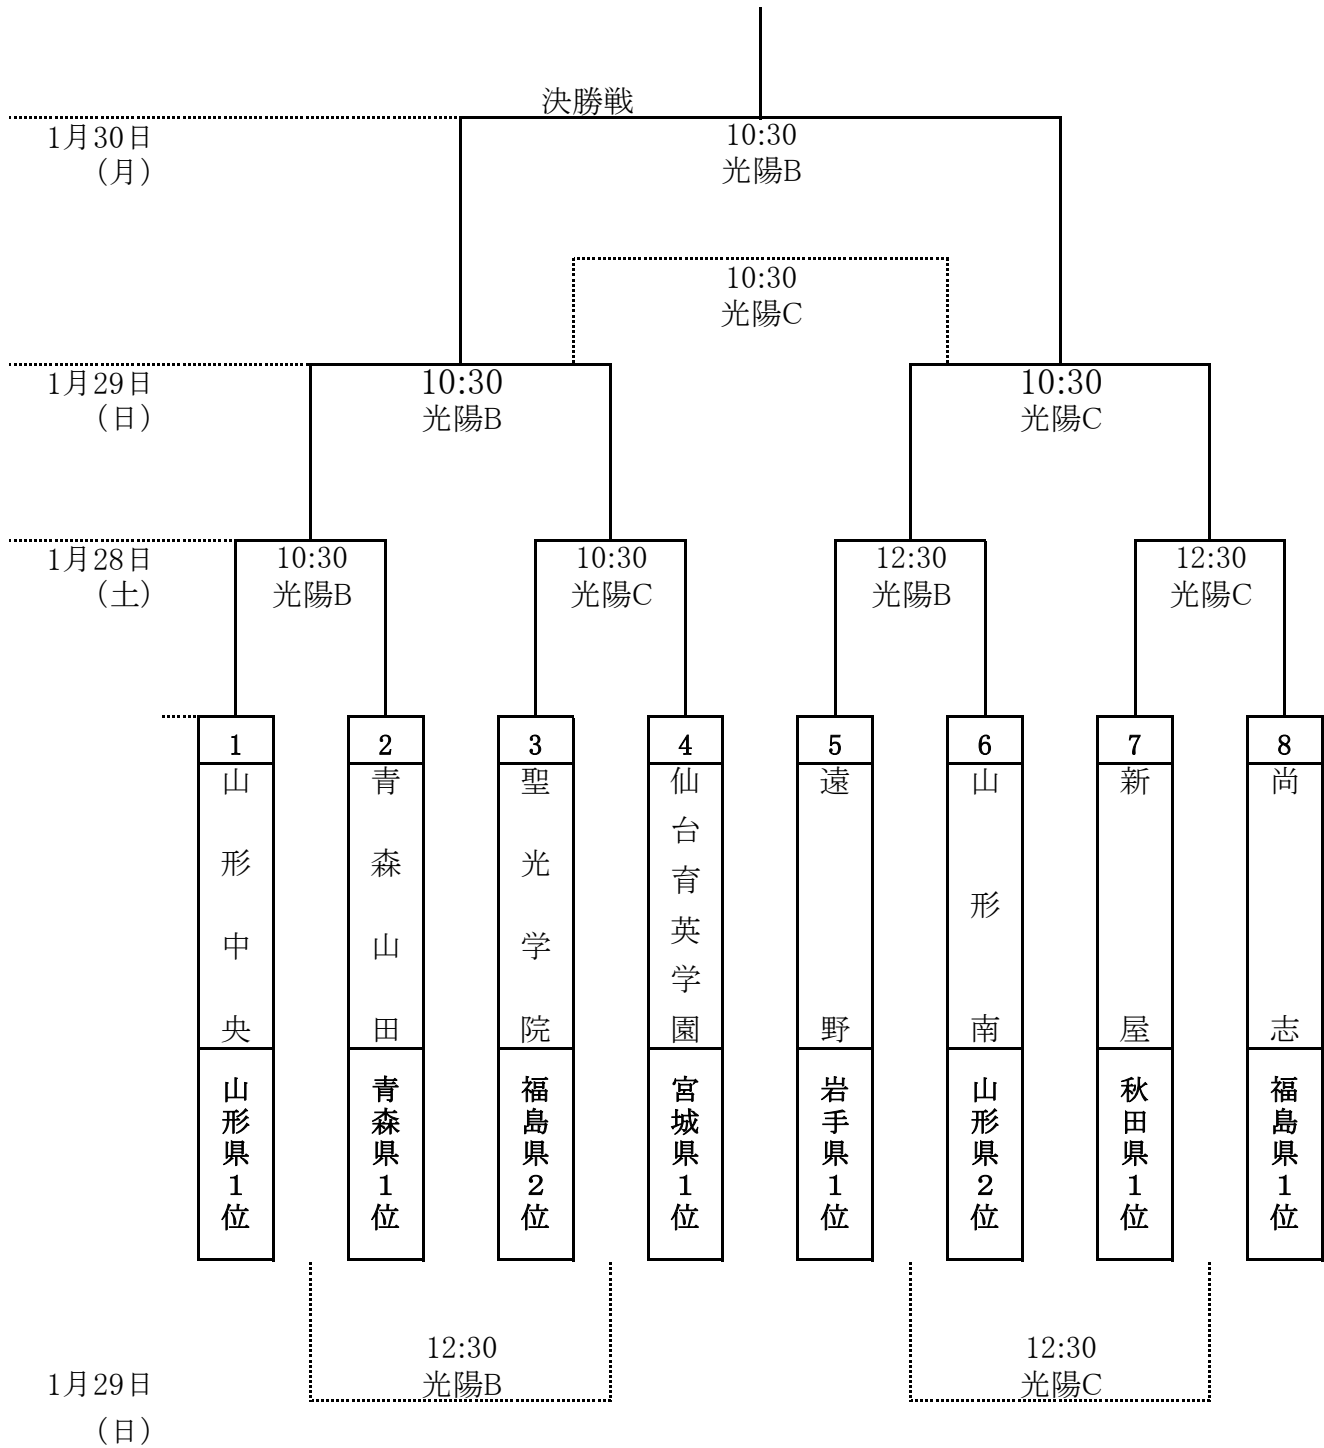 決勝戦
1月30日
（月）
10:30
光陽B
10:30
光陽C
1月29日
（日）
10:30
光陽B
10:30
光陽C
1月28日
（土）
10:30
光陽B
10:30
光陽C
12:30
光陽B
12:30
光陽C
1
山形中央
山形県1位
2
青森山田
青森県1位
3
聖光学院
福島県2位
4
仙台育英学園
宮城県1位
5
遠野
岩手県1位
6
山形南
山形県2位
7
新屋
秋田県1位
8
尚志
福島県1位
1月29日
（日）
12:30
光陽B
12:30
光陽C